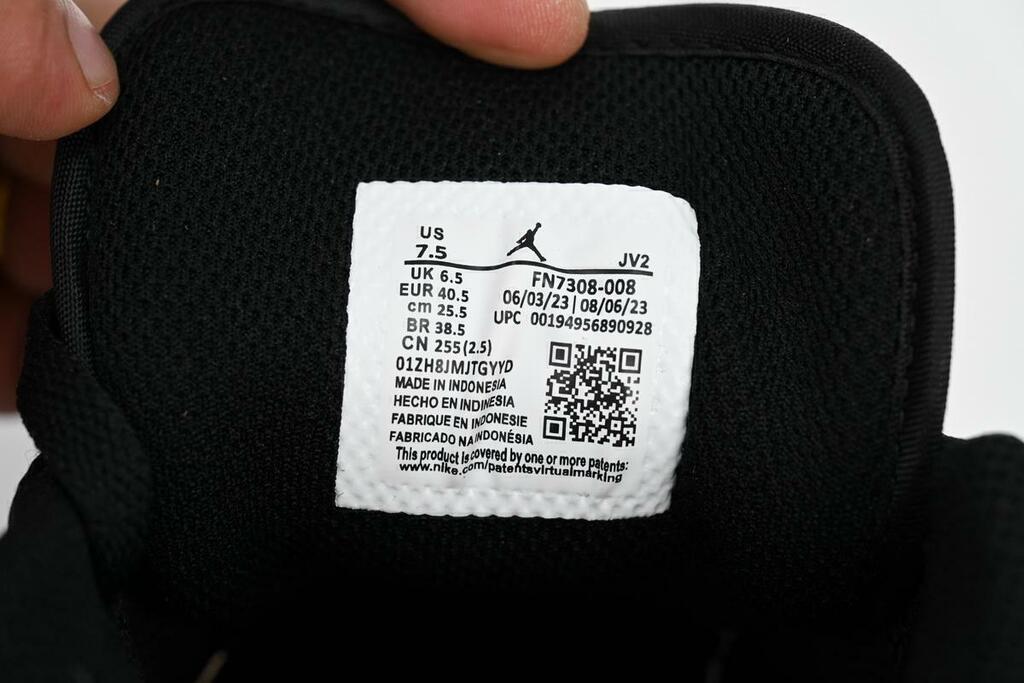 US
7.5
JV2
UK 6.5
EUR 40.5
cm 25.5
BR 38.5
CN 255(2.5)
FN7308-008
06/03/23 | 08/06/23
UPC 00194956890928
01ZH8JMJTGYYD
MADE IN INDONESIA
HECHO EN INDINESIA
FABRIQUE EN INDONESIE
FABRICADO NA INDONÉSIA
This product is covered by one or more patents:
www.nike.com/patentsvirtualmarking